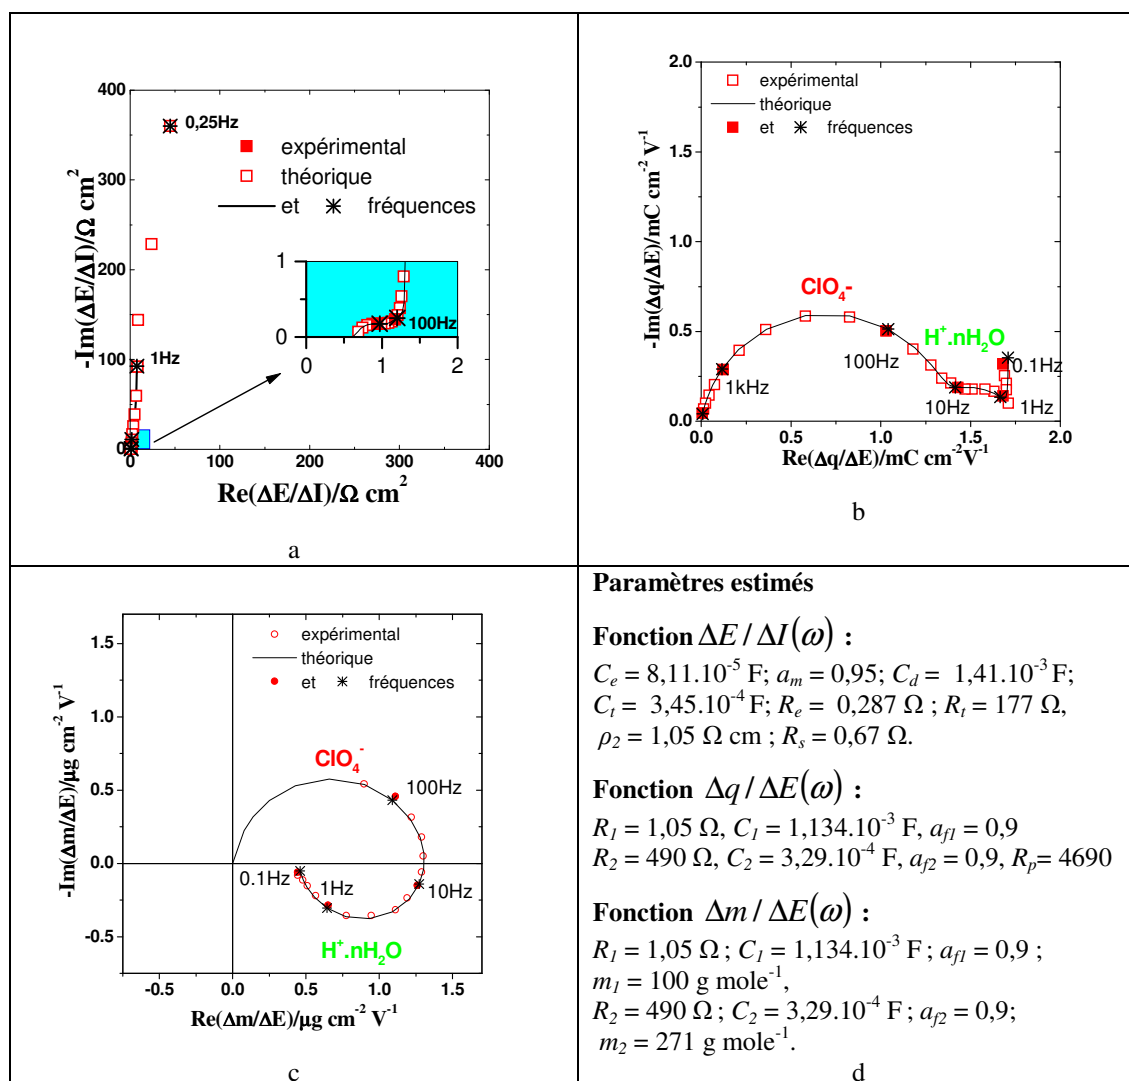 400
300
200
100
0
-Im(ΔE/ΔI)/Ω cm²
0,25Hz
expérimental
théorique
et fréquences
1Hz
1
0
0 1 2
100Hz
0 100 200 300 400
Re(ΔE/ΔI)/Ω cm²
a
2.0
1.5
1.0
0.5
0.0
-Im(Δq/ΔE)/mC cm⁻² V⁻¹
expérimental
théorique
et fréquences
ClO₄-
H⁺.nH₂O
100Hz
0.1Hz
1kHz
10Hz
1Hz
0.0 0.5 1.0 1.5 2.0
Re(Δq/ΔE)/mC cm⁻²V⁻¹
b
1.5
1.0
0.5
0.0
-0.5
-Im(Δm/ΔE)/μg cm⁻² V⁻¹
expérimental
théorique
et fréquences
ClO₄⁻
100Hz
0.1Hz
1Hz
10Hz
H⁺.nH₂O
-0.5 0.0 0.5 1.0 1.5
Re(Δm/ΔE)/μg cm⁻² V⁻¹
c
Paramètres estimés
Fonction ΔE / ΔI(ω) :
Cₑ = 8,11.10⁻⁵ F; aₘ = 0,95; C_d = 1,41.10⁻³ F;
Cₜ = 3,45.10⁻⁴ F; Rₑ = 0,287 Ω ; Rₜ = 177 Ω,
ρ₂ = 1,05 Ω cm ; Rₛ = 0,67 Ω.
Fonction Δq / ΔE(ω) :
R₁ = 1,05 Ω, C₁ = 1,134.10⁻³ F, a_f1 = 0,9
R₂ = 490 Ω, C₂ = 3,29.10⁻⁴ F, a_f2 = 0,9, Rₚ= 4690
Fonction Δm / ΔE(ω) :
R₁ = 1,05 Ω ; C₁ = 1,134.10⁻³ F ; a_f1 = 0,9 ;
m₁ = 100 g mole⁻¹,
R₂ = 490 Ω ; C₂ = 3,29.10⁻⁴ F ; a_f2 = 0,9;
m₂ = 271 g mole⁻¹.
d